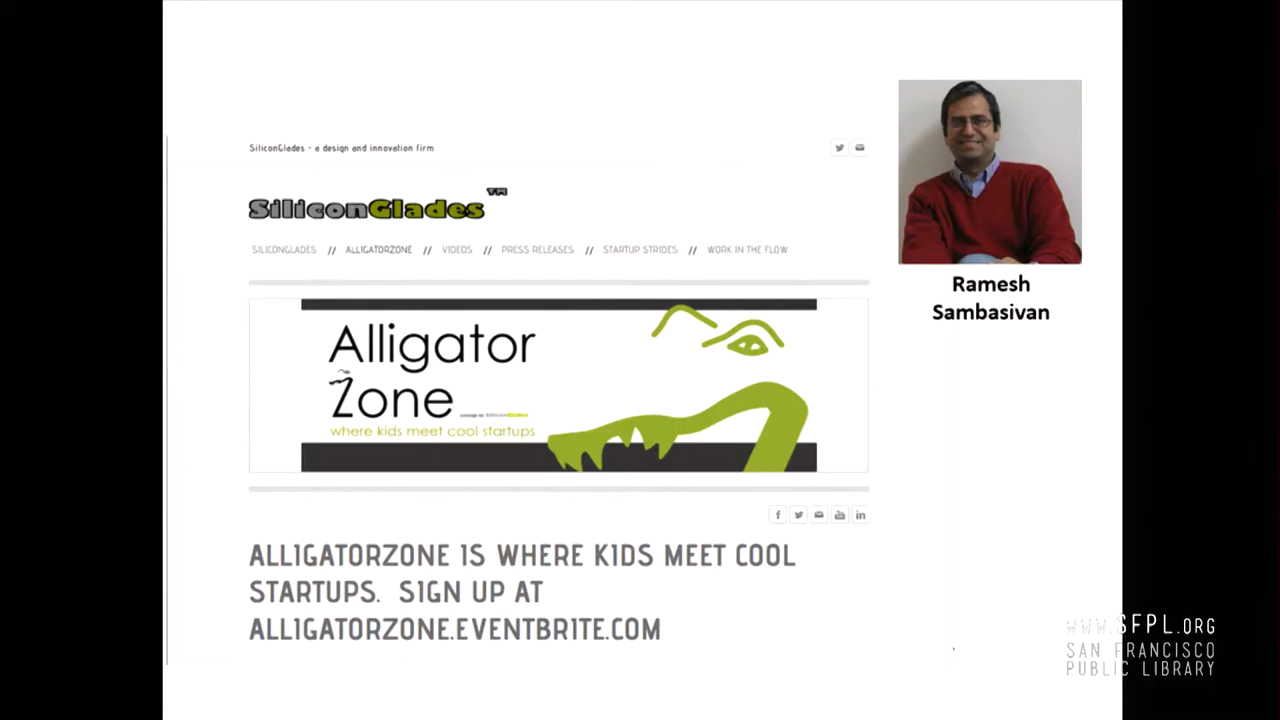 SiliconGlades - a design and innovation firm
SiliconGlades™
SILICONGLADES // ALLIGATORZONE // VIDEOS // PRESS RELEASES // STARTUP STRIDES // WORK IN THE FLOW
Alligator
Zone
where kids meet cool startups
ALLIGATORZONE IS WHERE KIDS MEET COOL
STARTUPS. SIGN UP AT
ALLIGATORZONE.EVENTBRITE.COM
Ramesh
Sambasivan
WWW.SFPL.ORG
SAN FRANCISCO
PUBLIC LIBRARY